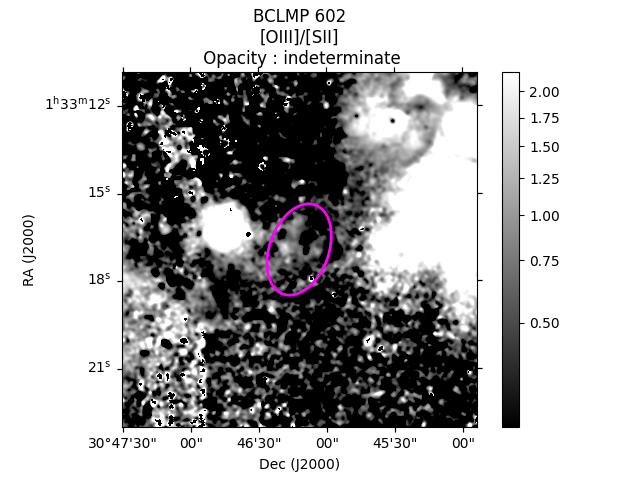 BCLMP 602
[OIII]/[SII]
Opacity : indeterminate
1ʰ33ᵐ12ˢ
15ˢ
18ˢ
21ˢ
RA (J2000)
30°47'30" 00" 46'30" 00" 45'30" 00"
Dec (J2000)
2.00
1.75
1.50
1.25
1.00
0.75
0.50